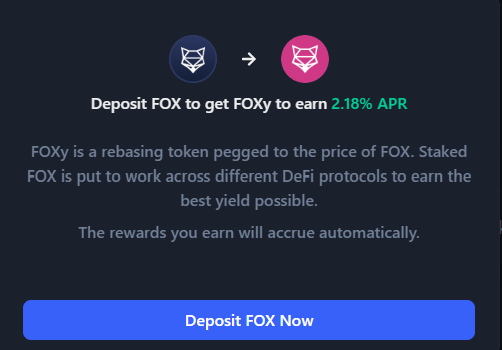 Deposit FOX to get FOXy to earn 2.18% APR
FOXy is a rebasing token pegged to the price of FOX. Staked
FOX is put to work across different DeFi protocols to earn the
best yield possible.
The rewards you earn will accrue automatically.
Deposit FOX Now